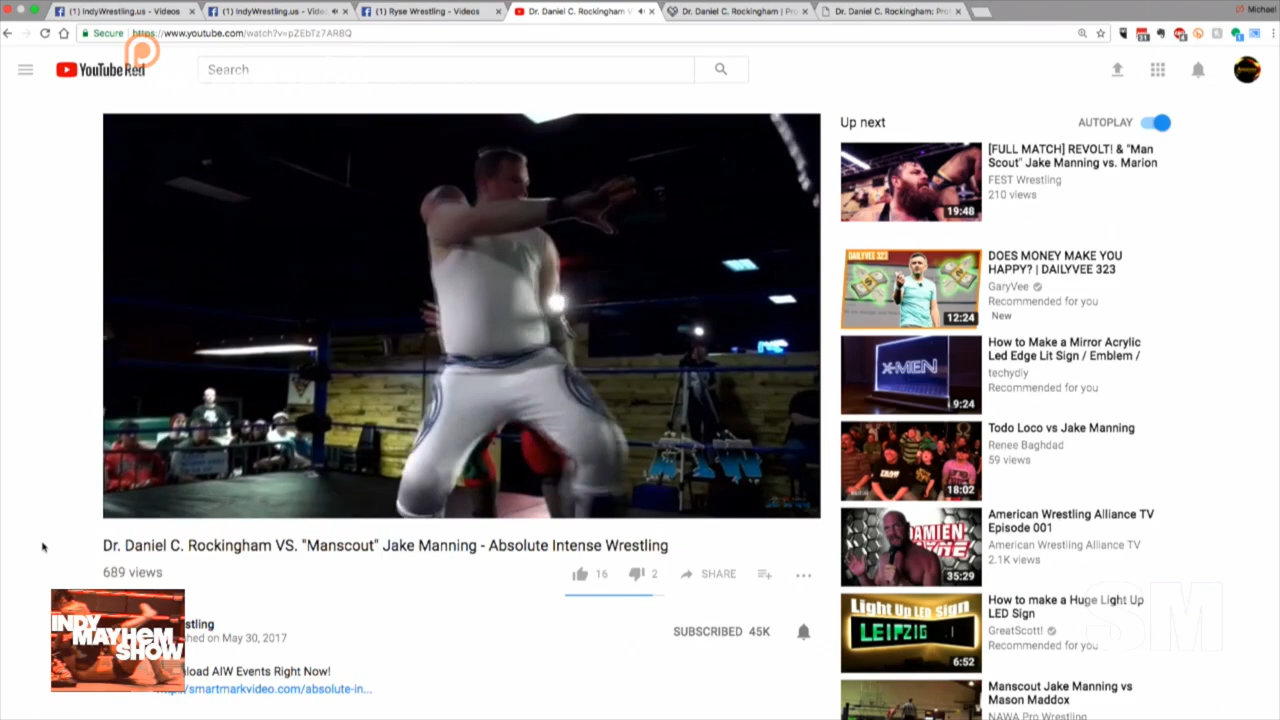 (1) IndyWrestling.us - Videos
(1) IndyWrestling.us - Vide
(1) Ryse Wrestling - Videos
Dr. Daniel C. Rockingham V
Dr. Daniel C. Rockingham | Pro
Dr. Daniel C. Rockingham: Pro
Michael
Secure https://www.youtube.com/watch?v=pZEbTz7ARBQ
YouTube Red
Search
Up next
AUTOPLAY
[FULL MATCH] REVOLT! & "Man
Scout" Jake Manning vs. Marion
FEST Wrestling
210 views
19:48
DAILYVEE 323
DOES MONEY MAKE YOU
HAPPY? | DAILYVEE 323
GaryVee
Recommended for you
New
12:24
How to Make a Mirror Acrylic
Led Edge Lit Sign / Emblem /
techydiy
Recommended for you
X-MEN
9:24
Todo Loco vs Jake Manning
Renee Baghdad
59 views
18:02
American Wrestling Alliance TV
Episode 001
American Wrestling Alliance TV
2.1K views
35:29
How to make a Huge Light Up
LED Sign
GreatScott!
Recommended for you
Light Up LED Sign
LEIPZIG
6:52
Manscout Jake Manning vs
Mason Maddox
NAWA Pro Wrestling
AIW
Dr. Daniel C. Rockingham VS. "Manscout" Jake Manning - Absolute Intense Wrestling
689 views
16
2
SHARE
INDY
MAYHEM
SHOW
stling
hed on May 30, 2017
SUBSCRIBED 45K
load AIW Events Right Now!
smartmarkvideo.com/absolute-in...
SM